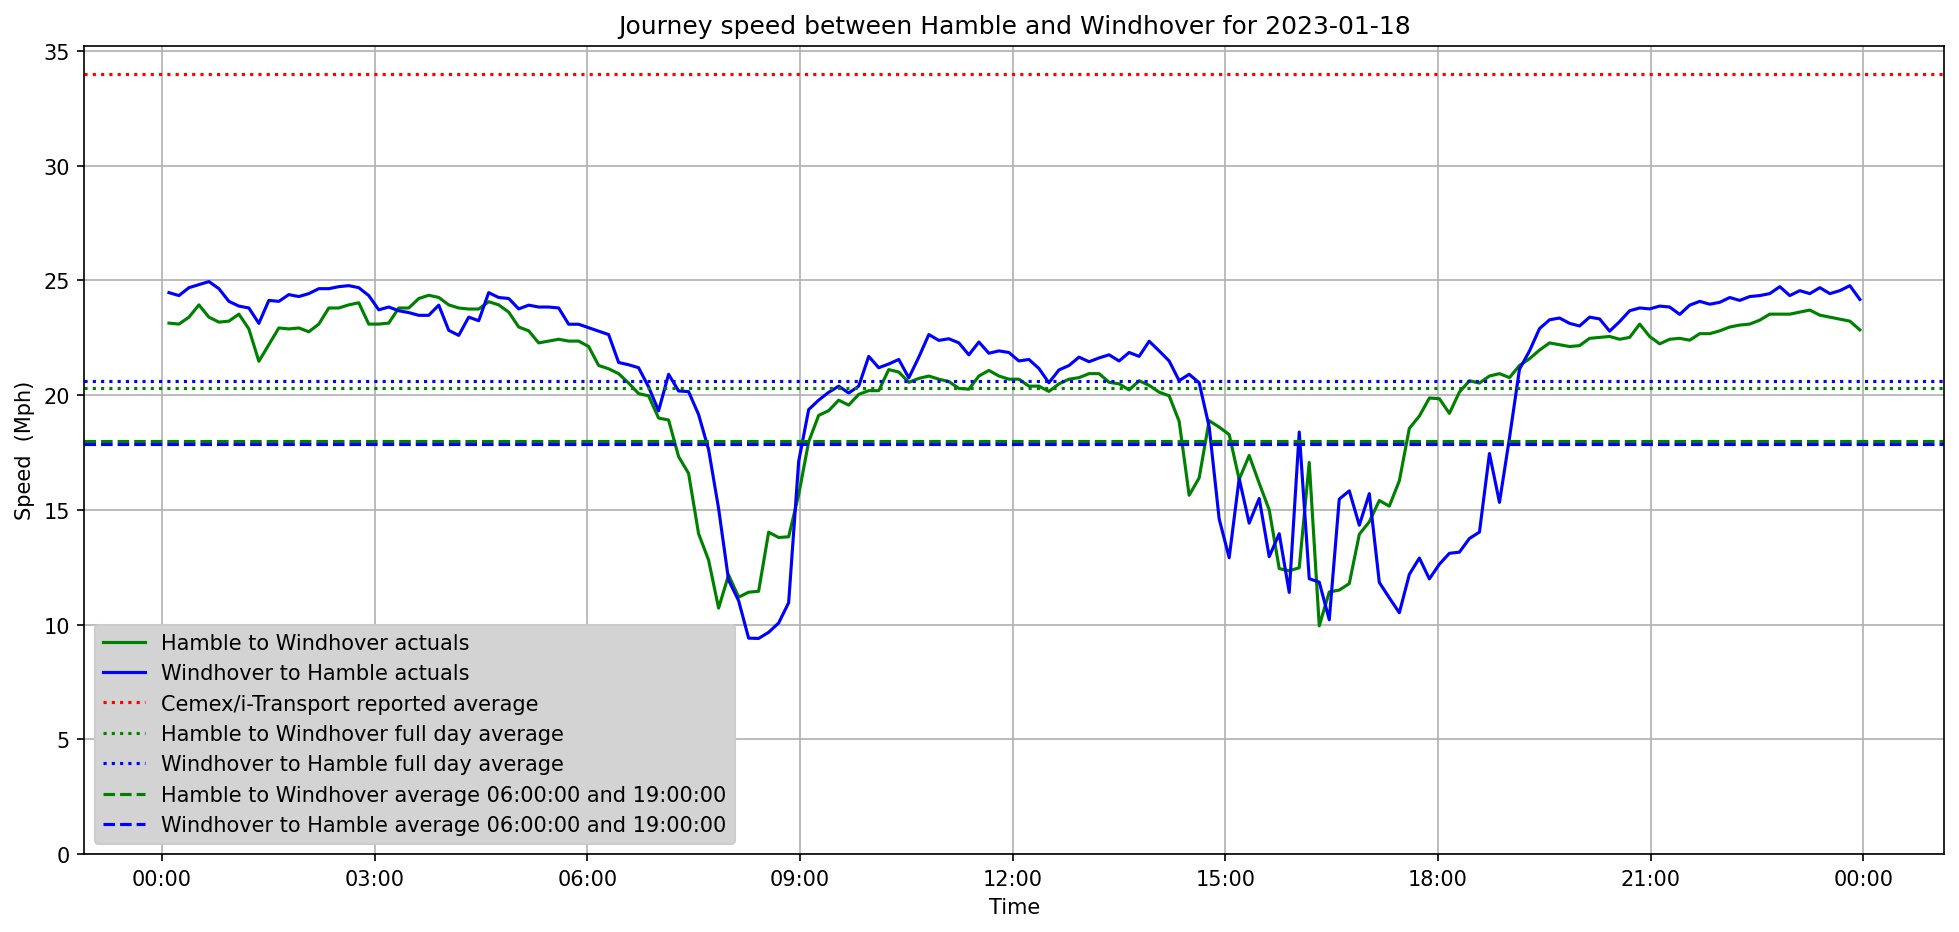 Journey speed between Hamble and Windhover for 2023-01-18
35
30
25
20
15
10
5
0
Speed (Mph)
Hamble to Windhover actuals
Windhover to Hamble actuals
Cemex/i-Transport reported average
Hamble to Windhover full day average
Windhover to Hamble full day average
Hamble to Windhover average 06:00:00 and 19:00:00
Windhover to Hamble average 06:00:00 and 19:00:00
00:00 03:00 06:00 09:00 12:00 15:00 18:00 21:00 00:00
Time